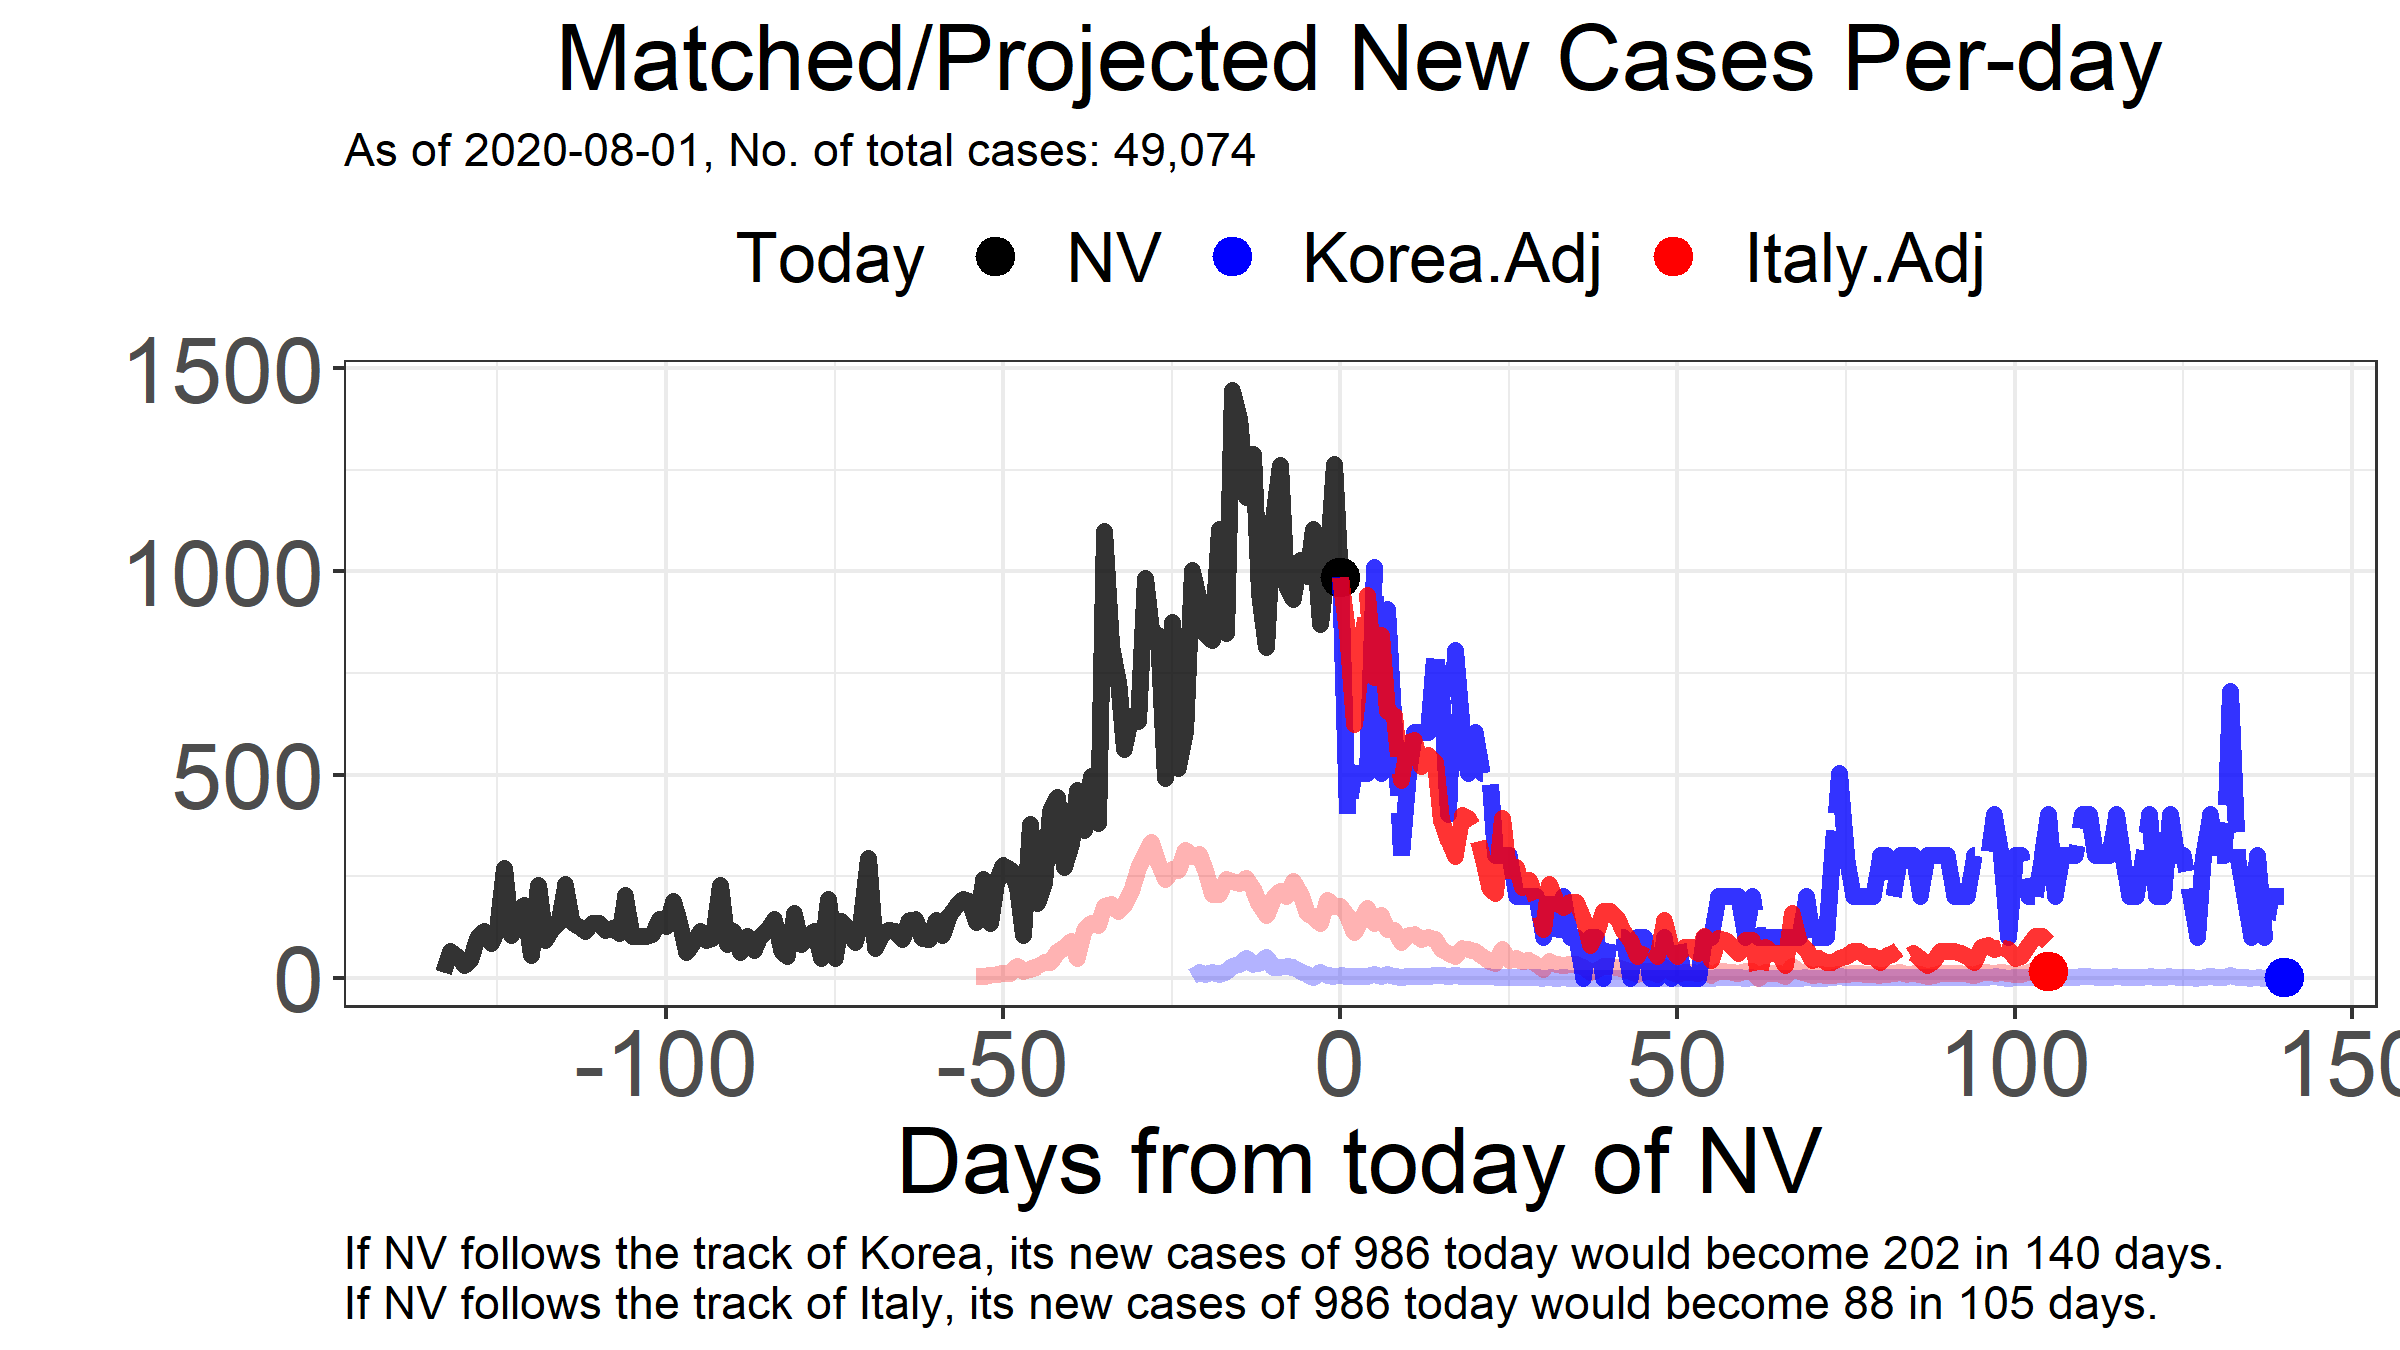 Matched/Projected New Cases Per-day
As of 2020-08-01, No. of total cases: 49,074
Today NV Korea.Adj Italy.Adj
1500
1000
500
0
-100 -50 0 50 100 150
Days from today of NV
If NV follows the track of Korea, its new cases of 986 today would become 202 in 140 days.
If NV follows the track of Italy, its new cases of 986 today would become 88 in 105 days.